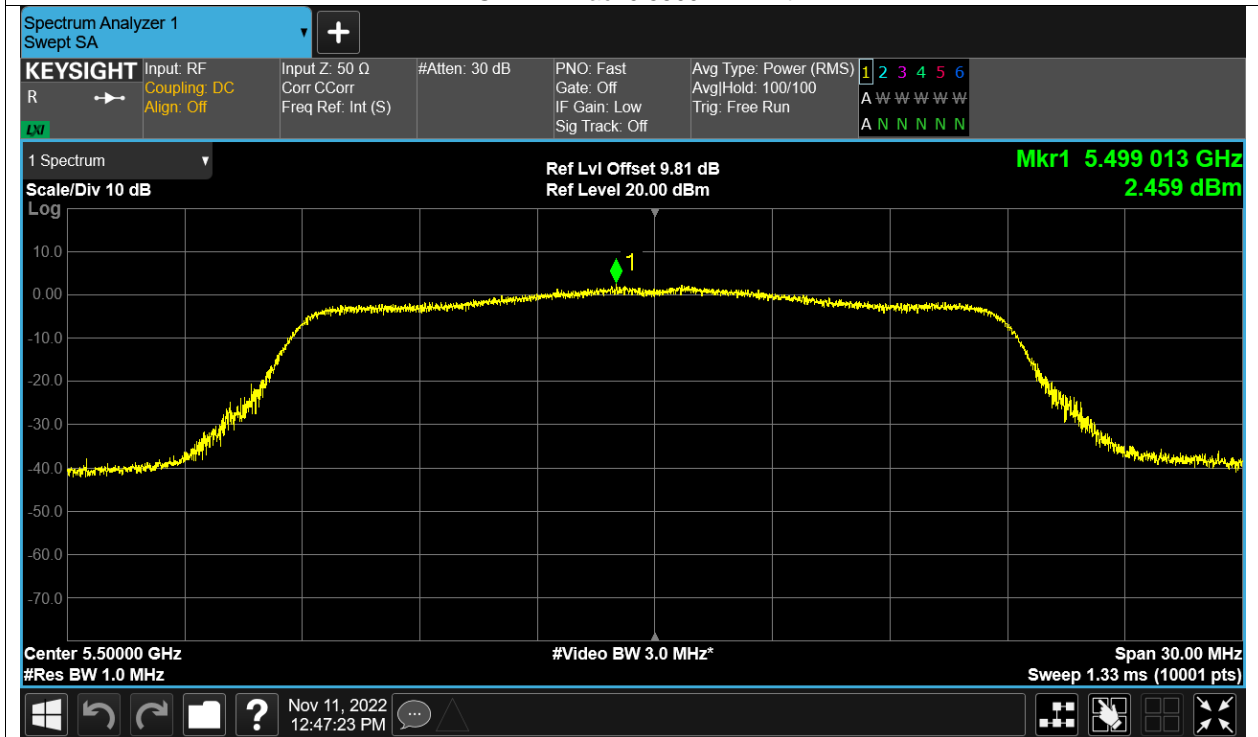 Spectrum Analyzer 1
Swept SA
KEYSIGHT
R
LXI
Input: RF
Coupling: DC
Align: Off
Input Z: 50 Ω
Corr CCorr
Freq Ref: Int (S)
#Atten: 30 dB
PNO: Fast
Gate: Off
IF Gain: Low
Sig Track: Off
Avg Type: Power (RMS)
Avg|Hold: 100/100
Trig: Free Run
1 2 3 4 5 6
A W W W W W
A N N N N N
1 Spectrum
Ref Lvl Offset 9.81 dB
Mkr1 5.499 013 GHz
Scale/Div 10 dB
Ref Level 20.00 dBm
2.459 dBm
Log
1
10.0
0.00
-10.0
-20.0
-30.0
-40.0
-50.0
-60.0
-70.0
Center 5.50000 GHz
#Video BW 3.0 MHz*
Span 30.00 MHz
#Res BW 1.0 MHz
Sweep 1.33 ms (10001 pts)
?
Nov 11, 2022
12:47:23 PM